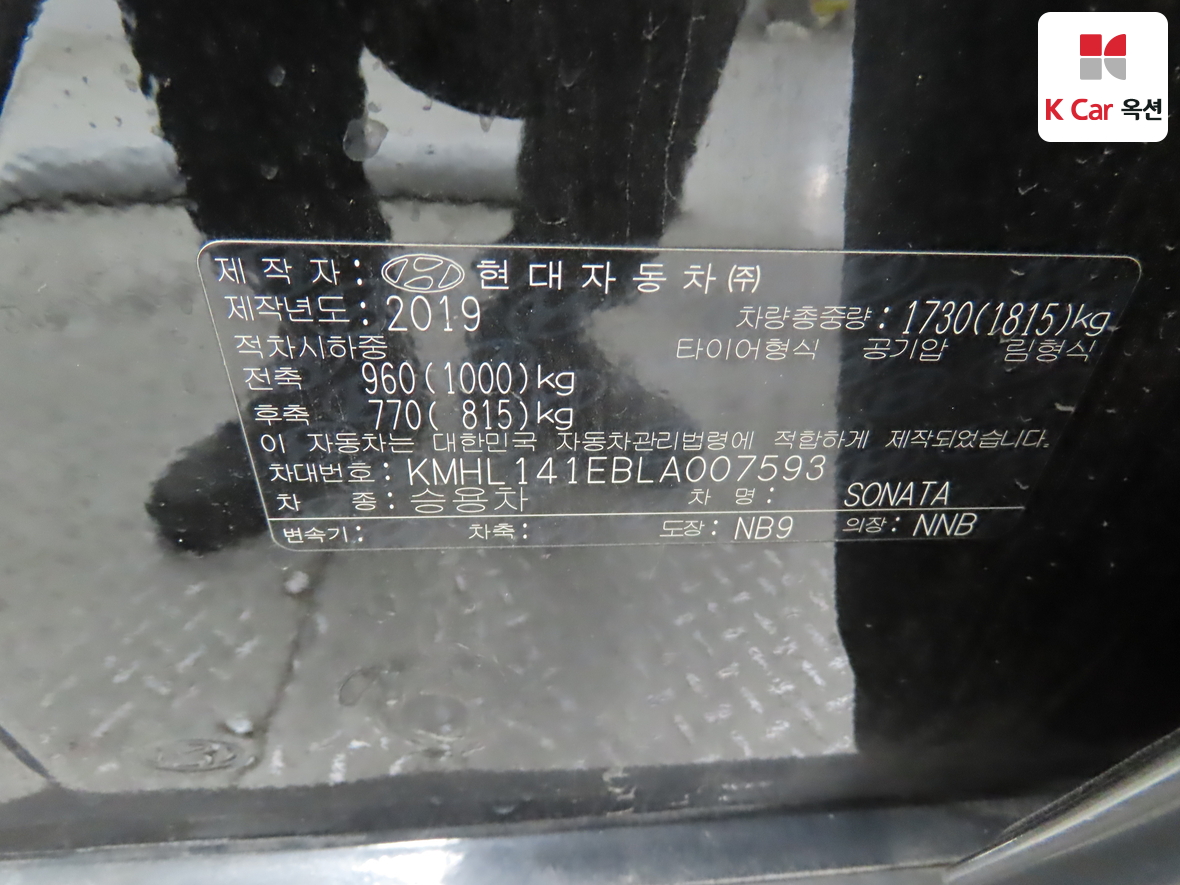 K Car 옥션
제 작 자 : 현 대 자 동 차 ㈜
제작년도 : 2019 차량총중량 : 1730(1815)kg
적차시하중 타이어형식 공기압 림형식
전축 960(1000)kg
후축 770( 815)kg
이 자동차는 대한민국 자동차관리법령에 적합하게 제작되었습니다.
차대번호 : KMHL141EBLA007593
차 종 : 승용차 차 명 : SONATA
변속기 : 차축 : 도장 : NB9 의장 : NNB